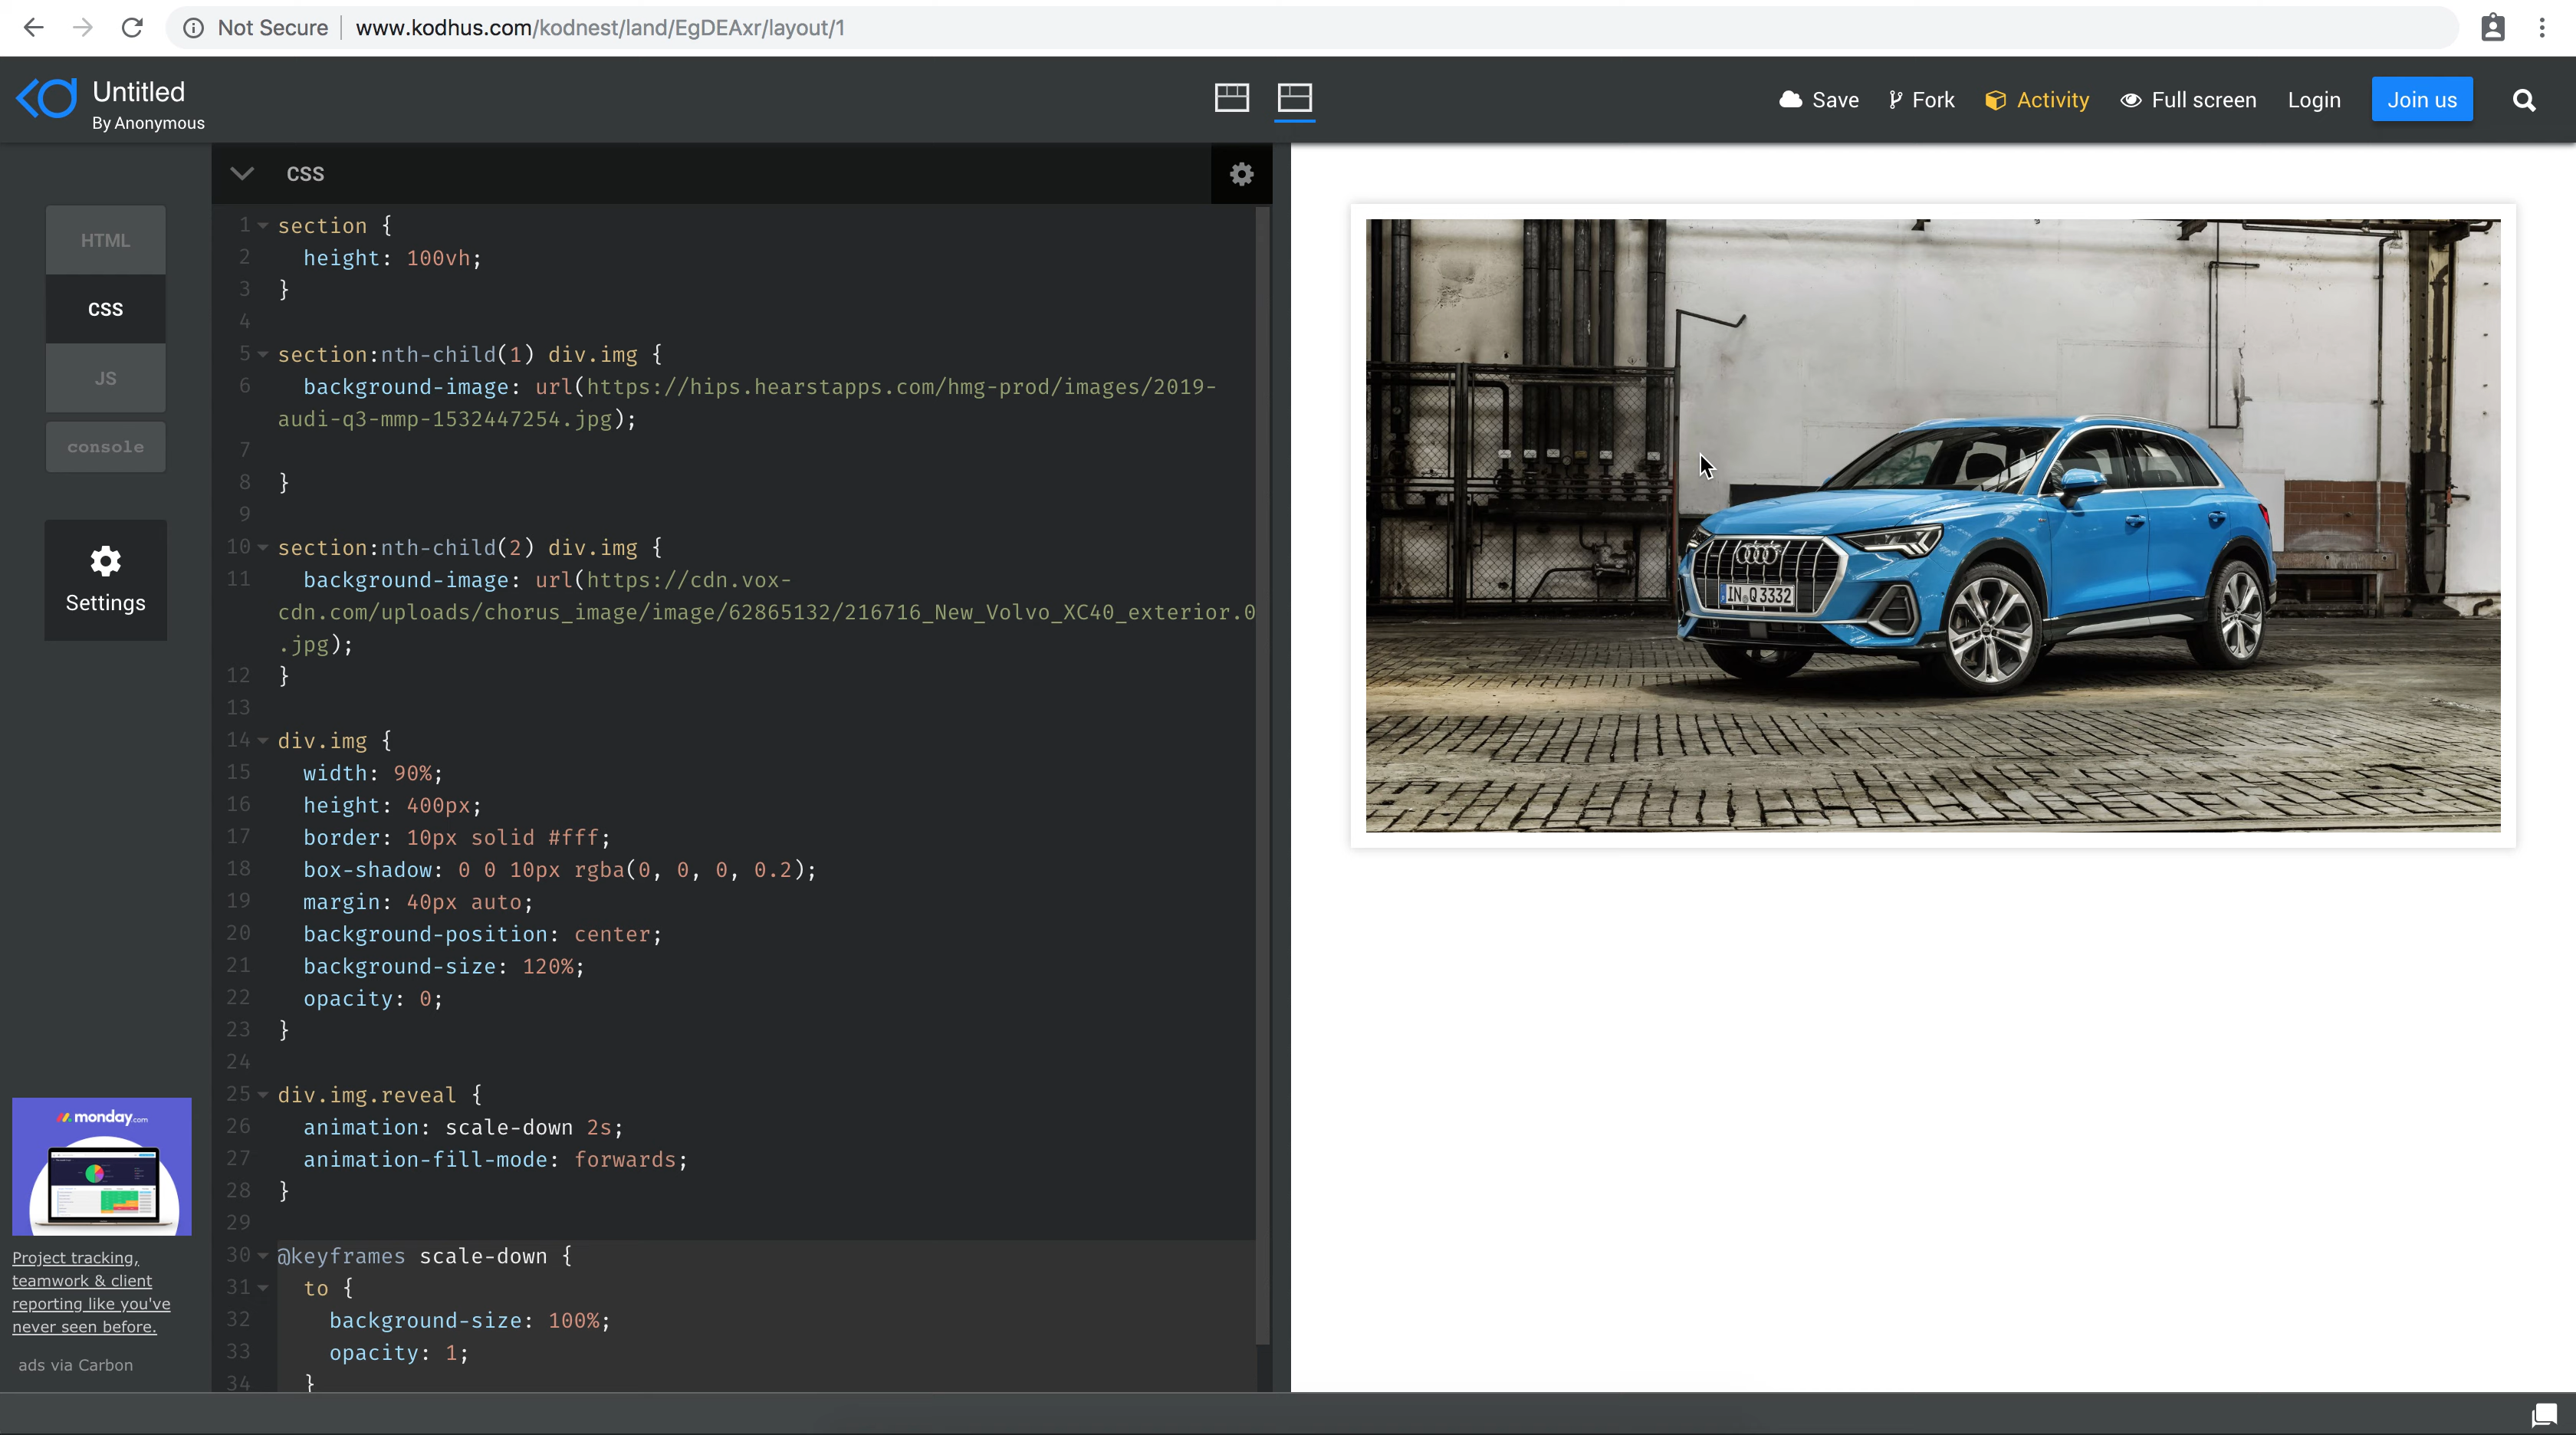 Not Secure | www.kodhus.com/kodnest/land/EgDEAxr/layout/1
Untitled
By Anonymous
Save Fork Activity Full screen Login Join us
HTML
CSS
JS
console
Settings
monday.com
Project tracking,
teamwork & client
reporting like you've
never seen before.
ads via Carbon
CSS
1 section {
2 height: 100vh;
3 }
4
5 section:nth-child(1) div.img {
6 background-image: url(https://hips.hearstapps.com/hmg-prod/images/2019-
audi-q3-mmp-1532447254.jpg);
7
8 }
9
10 section:nth-child(2) div.img {
11 background-image: url(https://cdn.vox-
cdn.com/uploads/chorus_image/image/62865132/216716_New_Volvo_XC40_exterior.0
.jpg);
12 }
13
14 div.img {
15 width: 90%;
16 height: 400px;
17 border: 10px solid #fff;
18 box-shadow: 0 0 10px rgba(0, 0, 0, 0.2);
19 margin: 40px auto;
20 background-position: center;
21 background-size: 120%;
22 opacity: 0;
23 }
24
25 div.img.reveal {
26 animation: scale-down 2s;
27 animation-fill-mode: forwards;
28 }
29
30 @keyframes scale-down {
31 to {
32 background-size: 100%;
33 opacity: 1;
34 }
IN Q 3332